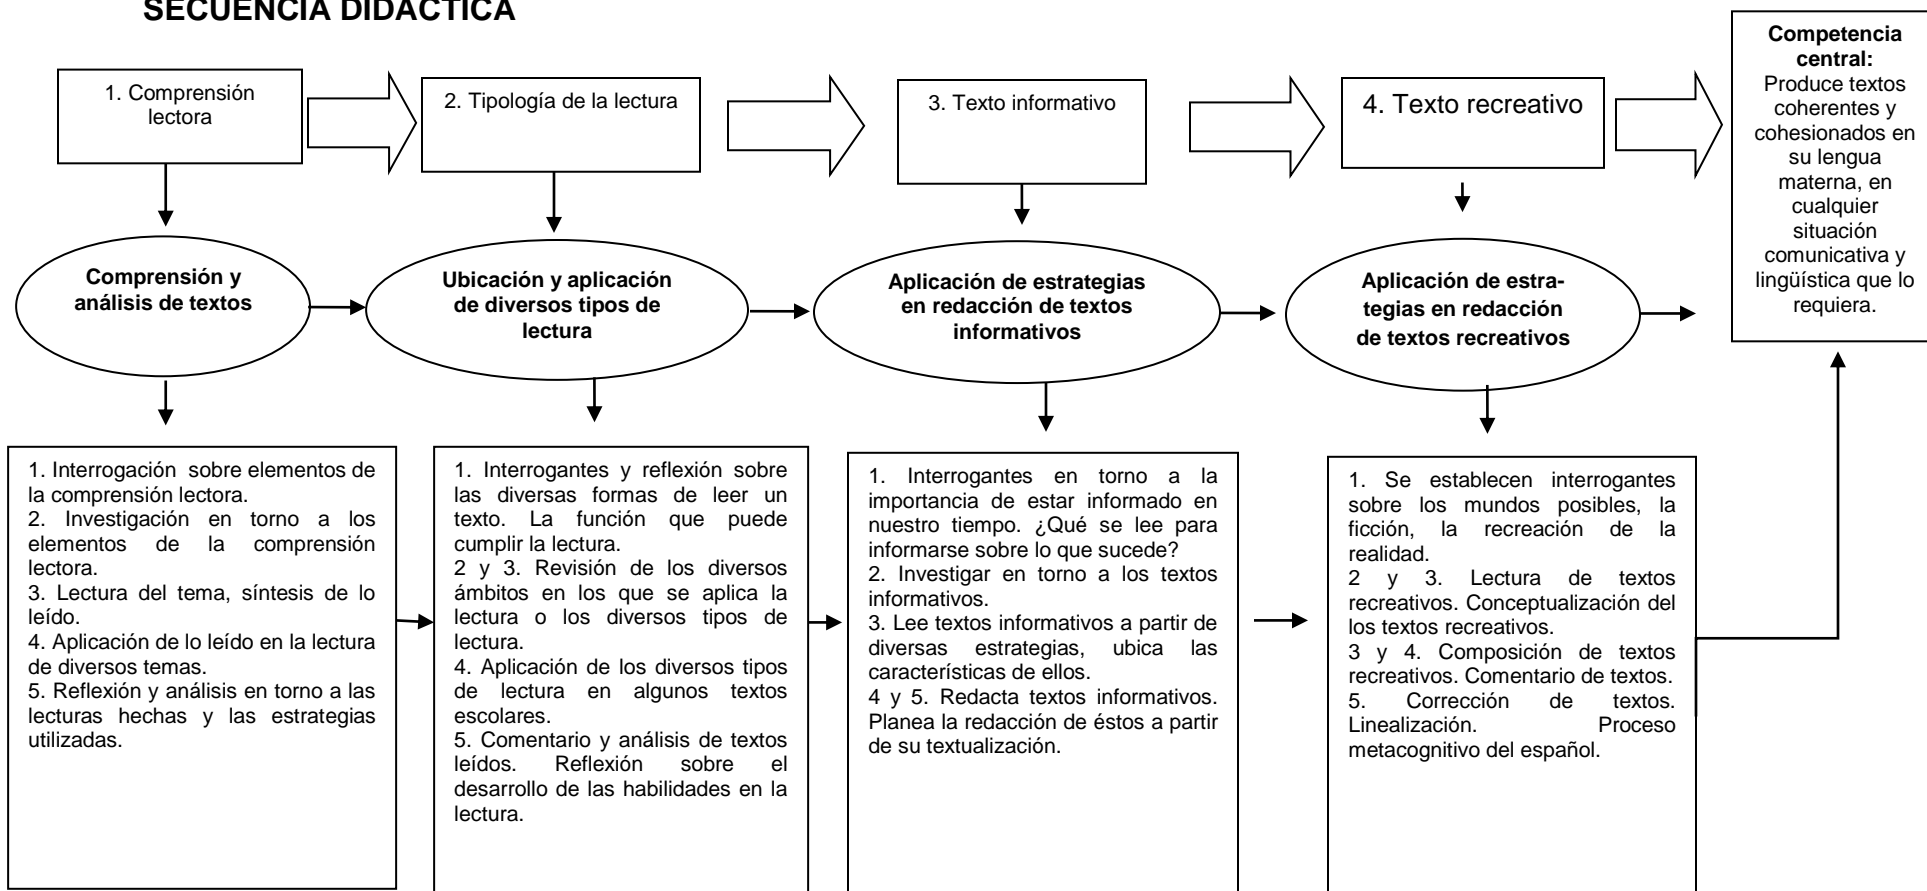 SECUENCIA DIDÁCTICA
1. Comprensión
lectora
2. Tipología de la lectura
3. Texto informativo
4. Texto recreativo
Competencia
central:
Produce textos
coherentes y
cohesionados en
su lengua
materna, en
cualquier
situación
comunicativa y
lingüística que lo
requiera.
Comprensión y
análisis de textos
Ubicación y aplicación
de diversos tipos de
lectura
Aplicación de estrategias
en redacción de textos
informativos
Aplicación de estra-
tegias en redacción
de textos recreativos
1. Interrogación sobre elementos de
la comprensión lectora.
2. Investigación en torno a los
elementos de la comprensión
lectora.
3. Lectura del tema, síntesis de lo
leído.
4. Aplicación de lo leído en la lectura
de diversos temas.
5. Reflexión y análisis en torno a las
lecturas hechas y las estrategias
utilizadas.
1. Interrogantes y reflexión sobre
las diversas formas de leer un
texto. La función que puede
cumplir la lectura.
2 y 3. Revisión de los diversos
ámbitos en los que se aplica la
lectura o los diversos tipos de
lectura.
4. Aplicación de los diversos tipos
de lectura en algunos textos
escolares.
5. Comentario y análisis de textos
leídos. Reflexión sobre el
desarrollo de las habilidades en la
lectura.
1. Interrogantes en torno a la
importancia de estar informado en
nuestro tiempo. ¿Qué se lee para
informarse sobre lo que sucede?
2. Investigar en torno a los textos
informativos.
3. Lee textos informativos a partir de
diversas estrategias, ubica las
características de ellos.
4 y 5. Redacta textos informativos.
Planea la redacción de éstos a partir
de su textualización.
1. Se establecen interrogantes
sobre los mundos posibles, la
ficción, la recreación de la
realidad.
2 y 3. Lectura de textos
recreativos. Conceptualización del
los textos recreativos.
3 y 4. Composición de textos
recreativos. Comentario de textos.
5. Corrección de textos.
Linealización. Proceso
metacognitivo del español.